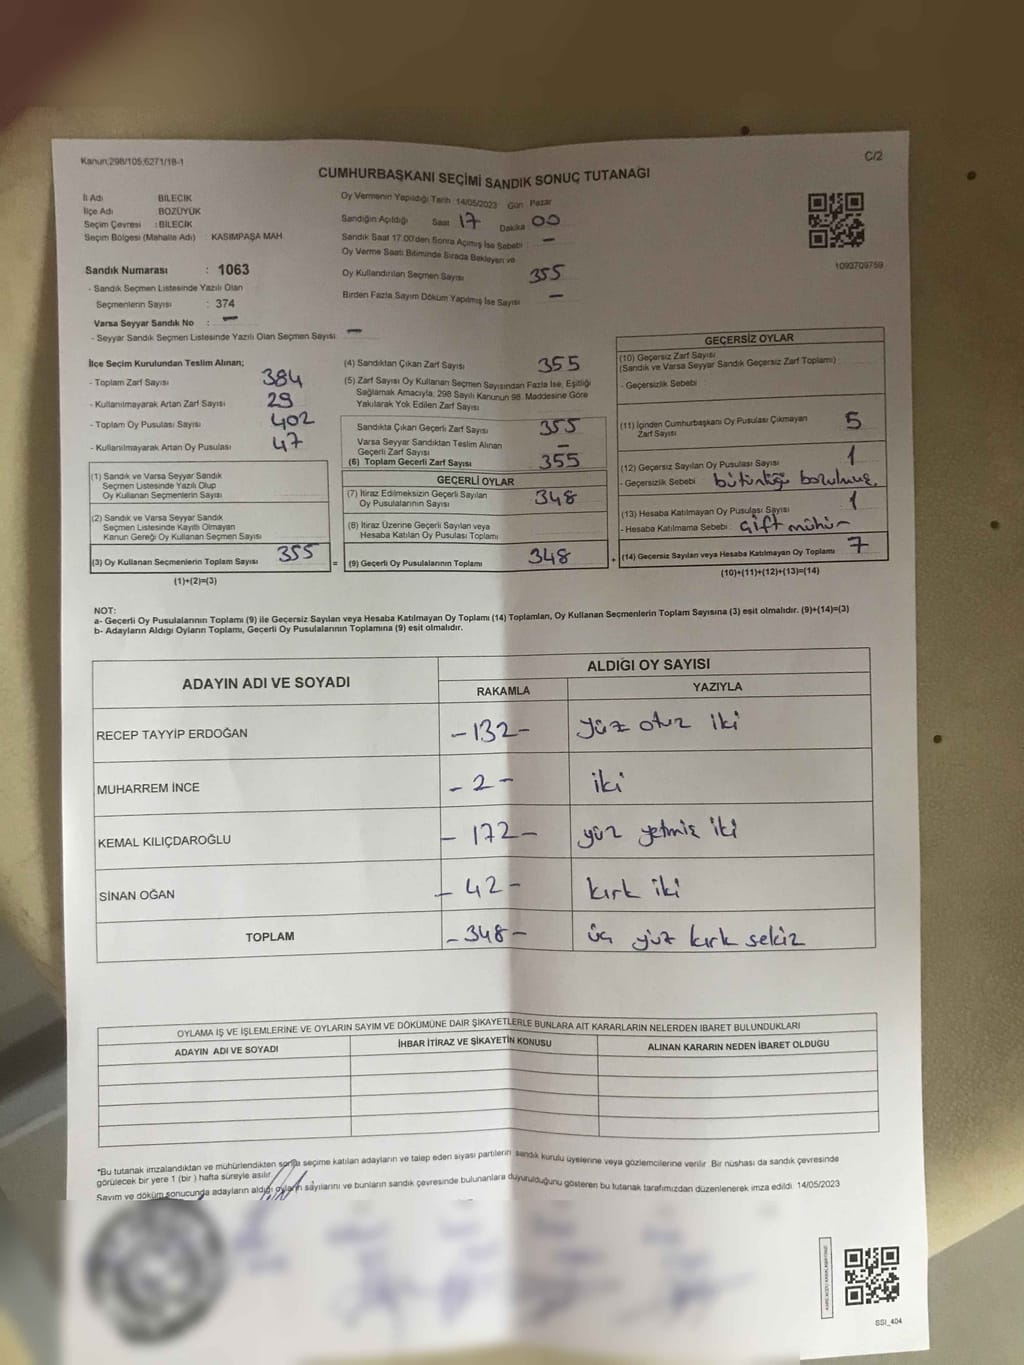 Kanun:298/105;6271/18-1
C/2
CUMHURBAŞKANI SEÇİMİ SANDIK SONUÇ TUTANAĞI
İl Adı BİLECİK
İlçe Adı BOZÜYÜK
Seçim Çevresi : BİLECİK
Seçim Bölgesi (Mahalle Adı) : KASIMPAŞA MAH.
Sandık Numarası : 1063
- Sandık Seçmen Listesinde Yazılı Olan
Seçmenlerin Sayısı : 374
Varsa Seyyar Sandık No : –
- Seyyar Sandık Seçmen Listesinde Yazılı Olan Seçmen Sayısı –
Oy Vermenin Yapıldığı Tarih 14/05/2023 Gün Pazar
Sandığın Açıldığı Saat 17 Dakika 00
Sandık Saat 17:00'den Sonra Açılmış İse Sebebi : –
Oy Verme Saati Bitiminde Sırada Bekleyen ve
Oy Kullandırılan Seçmen Sayısı 355
Birden Fazla Sayım Döküm Yapılmış İse Sayısı –
1093709759
İlçe Seçim Kurulundan Teslim Alınan;
- Toplam Zarf Sayısı 384
- Kullanılmayarak Artan Zarf Sayısı 29
- Toplam Oy Pusulası Sayısı 402
- Kullanılmayarak Artan Oy Pusulası 47
(1) Sandık ve Varsa Seyyar Sandık
Seçmen Listesinde Yazılı Olup
Oy Kullanan Seçmenlerin Sayısı
(2) Sandık ve Varsa Seyyar Sandık
Seçmen Listesinde Kayıtlı Olmayan
Kanun Gereği Oy Kullanan Seçmen Sayısı
(3) Oy Kullanan Seçmenlerin Toplam Sayısı 355
(1)+(2)=(3)
(4) Sandıktan Çıkan Zarf Sayısı 355
(5) Zarf Sayısı Oy Kullanan Seçmen Sayısından Fazla İse, Eşitliği
Sağlamak Amacıyla, 298 Sayılı Kanunun 98. Maddesine Göre
Yakılarak Yok Edilen Zarf Sayısı
Sandıkta Çıkan Geçerli Zarf Sayısı 355
Varsa Seyyar Sandıktan Teslim Alınan
Geçerli Zarf Sayısı –
(6) Toplam Geçerli Zarf Sayısı 355
GEÇERLİ OYLAR
(7) İtiraz Edilmeksizin Geçerli Sayılan
Oy Pusulalarının Sayısı 348
(8) İtiraz Üzerine Geçerli Sayılan veya
Hesaba Katılan Oy Pusulası Toplamı
= (9) Geçerli Oy Pusulalarının Toplamı 348
GEÇERSİZ OYLAR
(10) Geçersiz Zarf Sayısı
(Sandık ve Varsa Seyyar Sandık Geçersiz Zarf Toplamı)
- Geçersizlik Sebebi
(11) İçinden Cumhurbaşkanı Oy Pusulası Çıkmayan
Zarf Sayısı 5
(12) Geçersiz Sayılan Oy Pusulası Sayısı 1
- Geçersizlik Sebebi bütünlüğü bozulmuş
(13) Hesaba Katılmayan Oy Pusulası Sayısı 1
- Hesaba Katılmama Sebebi : Çift mühür
+ (14) Geçersiz Sayılan veya Hesaba Katılmayan Oy Toplamı 7
(10)+(11)+(12)+(13)=(14)
NOT:
a- Geçerli Oy Pusulalarının Toplamı (9) ile Geçersiz Sayılan veya Hesaba Katılmayan Oy Toplamı (14) Toplamları, Oy Kullanan Seçmenlerin Toplam Sayısına (3) eşit olmalıdır. (9)+(14)=(3)
b- Adayların Aldığı Oyların Toplamı, Geçerli Oy Pusulalarının Toplamına (9) eşit olmalıdır.
ADAYIN ADI VE SOYADI
ALDIĞI OY SAYISI
RAKAMLA YAZIYLA
RECEP TAYYİP ERDOĞAN -132- yüz otuz iki
MUHARREM İNCE -2- iki
KEMAL KILIÇDAROĞLU -172- yüz yetmiş iki
SİNAN OĞAN -42- kırk iki
TOPLAM -348- üç yüz kırk sekiz
OYLAMA İŞ VE İŞLEMLERİNE VE OYLARIN SAYIM VE DÖKÜMÜNE DAİR ŞİKAYETLERLE BUNLARA AİT KARARLARIN NELERDEN İBARET BULUNDUKLARI
ADAYIN ADI VE SOYADI İHBAR İTİRAZ VE ŞİKAYETİN KONUSU ALINAN KARARIN NEDEN İBARET OLDUĞU
*Bu tutanak imzalandıktan ve mühürlendikten sonra seçime katılan adayların ve talep eden siyasi partilerin sandık kurulu üyelerine veya gözlemcilerine verilir. Bir nüshası da sandık çevresinde
görülecek bir yere 1 (bir) hafta süreyle asılır.
Sayım ve döküm sonucunda adayların aldığı oyların sayılarını ve bunların sandık çevresinde bulunanlara duyurulduğunu gösteren bu tutanak tarafımızdan düzenlenerek imza edildi. 14/05/2023
SSI_404